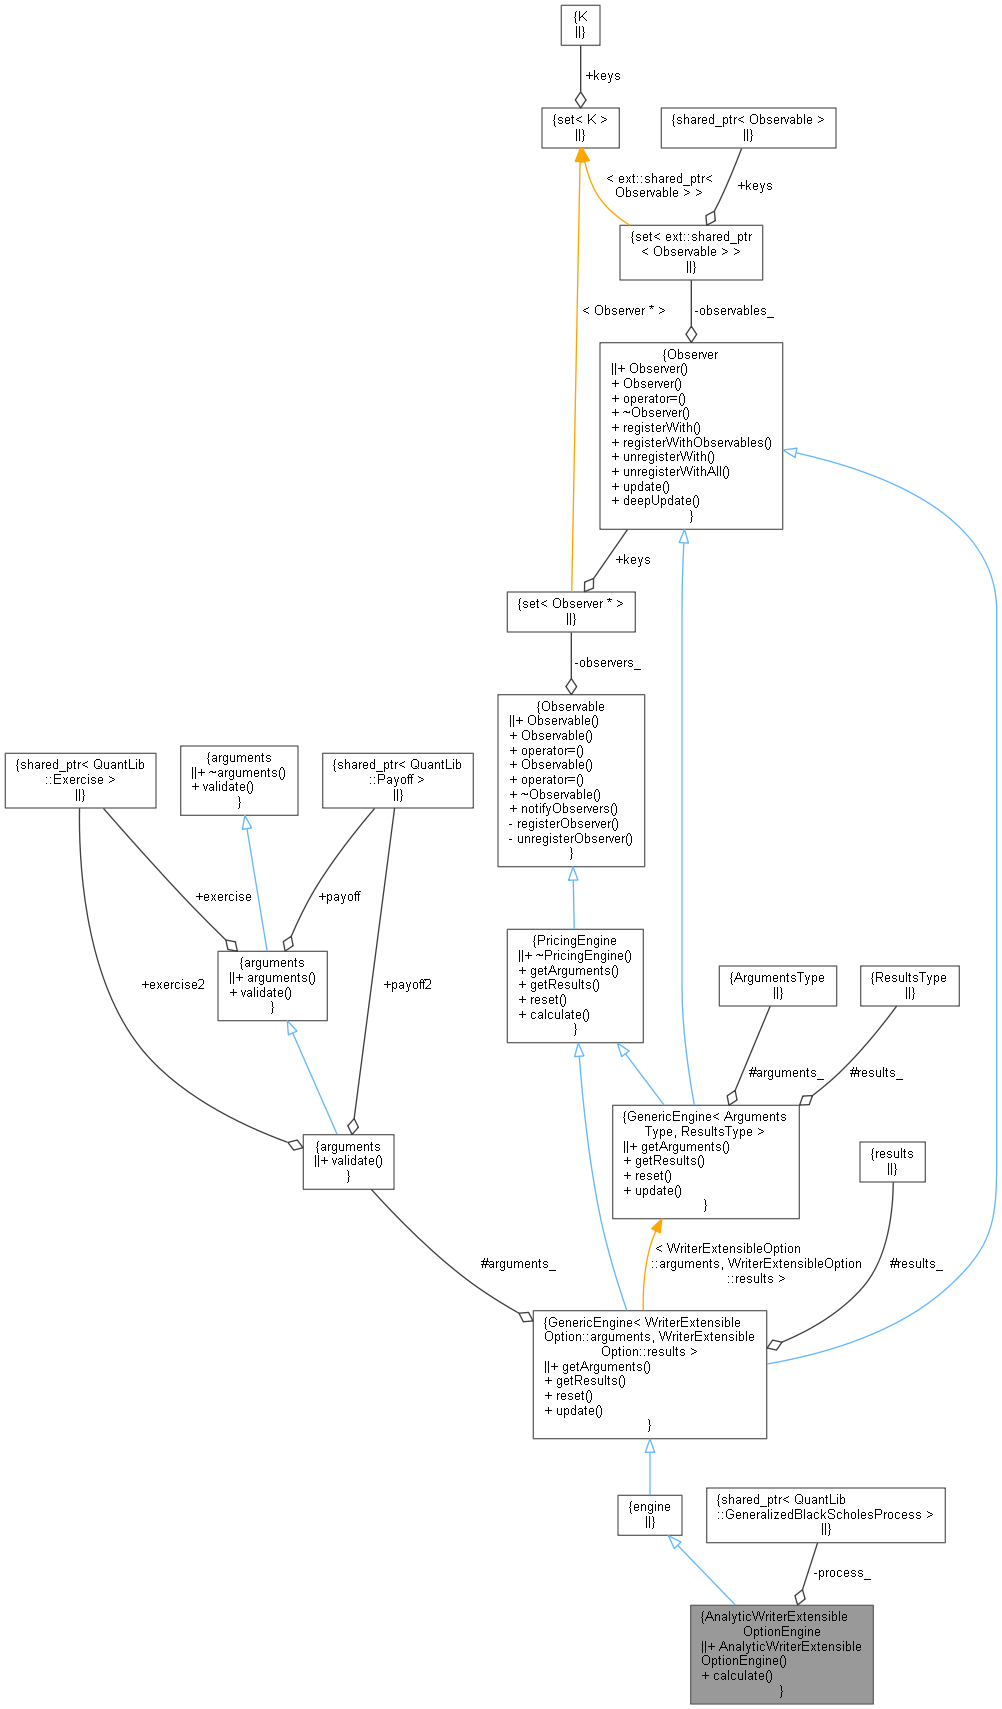 {K
||}
+keys
{set< K >
||}
{shared_ptr< Observable >
||}
< ext::shared_ptr<
Observable > >
+keys
{set< ext::shared_ptr
< Observable > >
||}
< Observer * >
-observables_
{Observer
||+ Observer()
+ Observer()
+ operator=()
+ ~Observer()
+ registerWith()
+ registerWithObservables()
+ unregisterWith()
+ unregisterWithAll()
+ update()
+ deepUpdate()
}
+keys
{set< Observer * >
||}
-observers_
{Observable
||+ Observable()
+ Observable()
+ operator=()
+ Observable()
+ operator=()
+ ~Observable()
+ notifyObservers()
- registerObserver()
- unregisterObserver()
}
{shared_ptr< QuantLib
::Exercise >
||}
{arguments
||+ ~arguments()
+ validate()
}
{shared_ptr< QuantLib
::Payoff >
||}
+exercise
+payoff
{arguments
||+ arguments()
+ validate()
}
+exercise2
+payoff2
{PricingEngine
||+ ~PricingEngine()
+ getArguments()
+ getResults()
+ reset()
+ calculate()
}
{ArgumentsType
||}
{ResultsType
||}
#arguments_
#results_
{GenericEngine< Arguments
Type, ResultsType >
||+ getArguments()
+ getResults()
+ reset()
+ update()
}
{arguments
||+ validate()
}
{results
||}
#arguments_
< WriterExtensibleOption
::arguments, WriterExtensibleOption
::results >
#results_
{GenericEngine< WriterExtensible
Option::arguments, WriterExtensible
Option::results >
||+ getArguments()
+ getResults()
+ reset()
+ update()
}
{engine
||}
{shared_ptr< QuantLib
::GeneralizedBlackScholesProcess >
||}
-process_
{AnalyticWriterExtensible
OptionEngine
||+ AnalyticWriterExtensible
OptionEngine()
+ calculate()
}